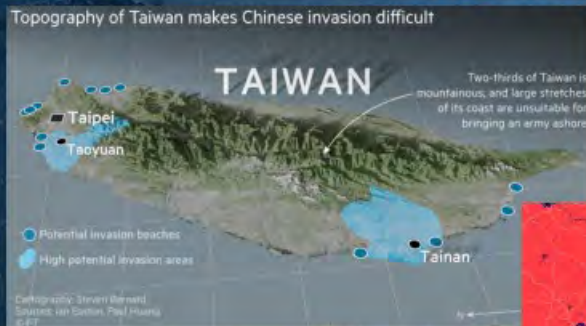 Topography of Taiwan makes Chinese invasion difficult
TAIWAN
Two-thirds of Taiwan is
mountainous, and large stretches
of its coast are unsuitable for
bringing an army ashore
Taipei
Taoyuan
Potential invasion beaches
High potential invasion areas
Tainan
Cartography: Steven Bernard
Sources: Ian Easton, Paul Huang
© FT
N